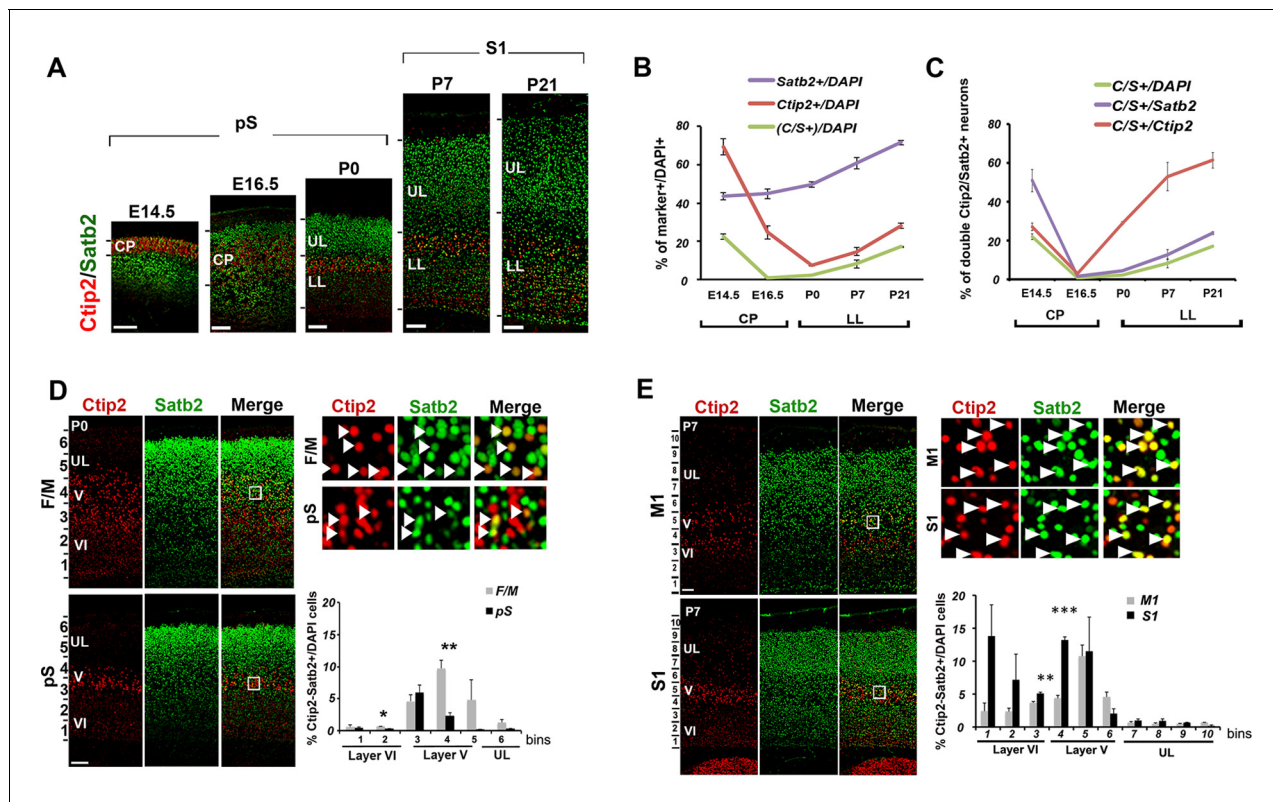 A
pS
S1
E14.5
E16.5
P0
P7
P21
Ctip2/Satb2
CP
CP
UL
LL
UL
LL
UL
LL
B
Satb2+/DAPI
Ctip2+/DAPI
(C/S+)/DAPI
% of marker+/DAPI+
80
60
40
20
0
E14.5 E16.5 P0 P7 P21
CP LL
C
C/S+/DAPI
C/S+/Satb2
C/S+/Ctip2
% of double Ctip2/Satb2+ neurons
80
60
40
20
0
E14.5 E16.5 P0 P7 P21
CP LL
D
Ctip2 Satb2 Merge
F/M
P0
6
5
4
3
2
1
UL
V
VI
pS
6
5
4
3
2
1
UL
V
VI
Ctip2 Satb2 Merge
F/M
pS
F/M
pS
% Ctip2-Satb2+/DAPI cells
20
15
10
5
0
*
**
1 2 3 4 5 6 bins
Layer VI Layer V UL
E
Ctip2 Satb2 Merge
M1
P7
10
9
8
7
6
5
4
3
2
1
UL
V
VI
S1
P7
10
9
8
7
6
5
4
3
2
1
UL
V
VI
Ctip2 Satb2 Merge
M1
S1
M1
S1
% Ctip2-Satb2+/DAPI cells
20
15
10
5
0
**
***
1 2 3 4 5 6 7 8 9 10 bins
Layer VI Layer V UL